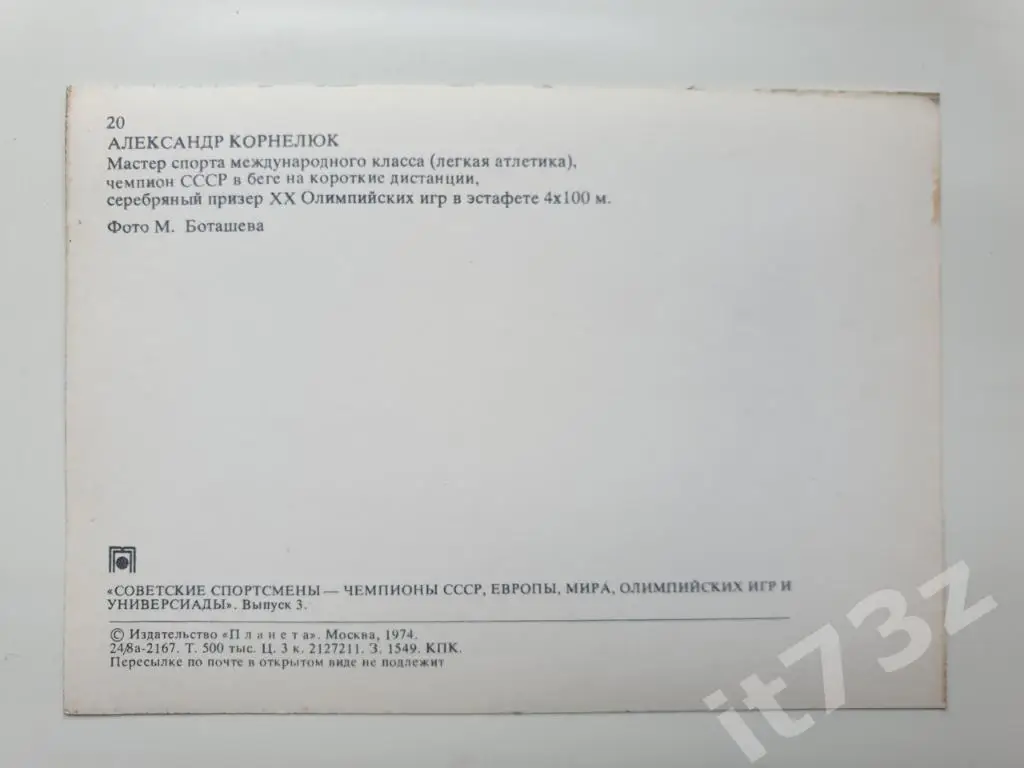 20
АЛЕКСАНДР КОРНЕЛЮК
Мастер спорта международного класса (легкая атлетика),
чемпион СССР в беге на короткие дистанции,
серебряный призер XX Олимпийских игр в эстафете 4х100 м.
Фото М. Боташева
«СОВЕТСКИЕ СПОРТСМЕНЫ — ЧЕМПИОНЫ СССР, ЕВРОПЫ, МИРА, ОЛИМПИЙСКИХ ИГР И
УНИВЕРСИАДЫ». Выпуск 3.
© Издательство «Планета». Москва, 1974.
24/8а-2167. Т. 500 тыс. Ц. 3 к. 2127211. З. 1549. КПК.
Пересылке по почте в открытом виде не подлежит
it73z